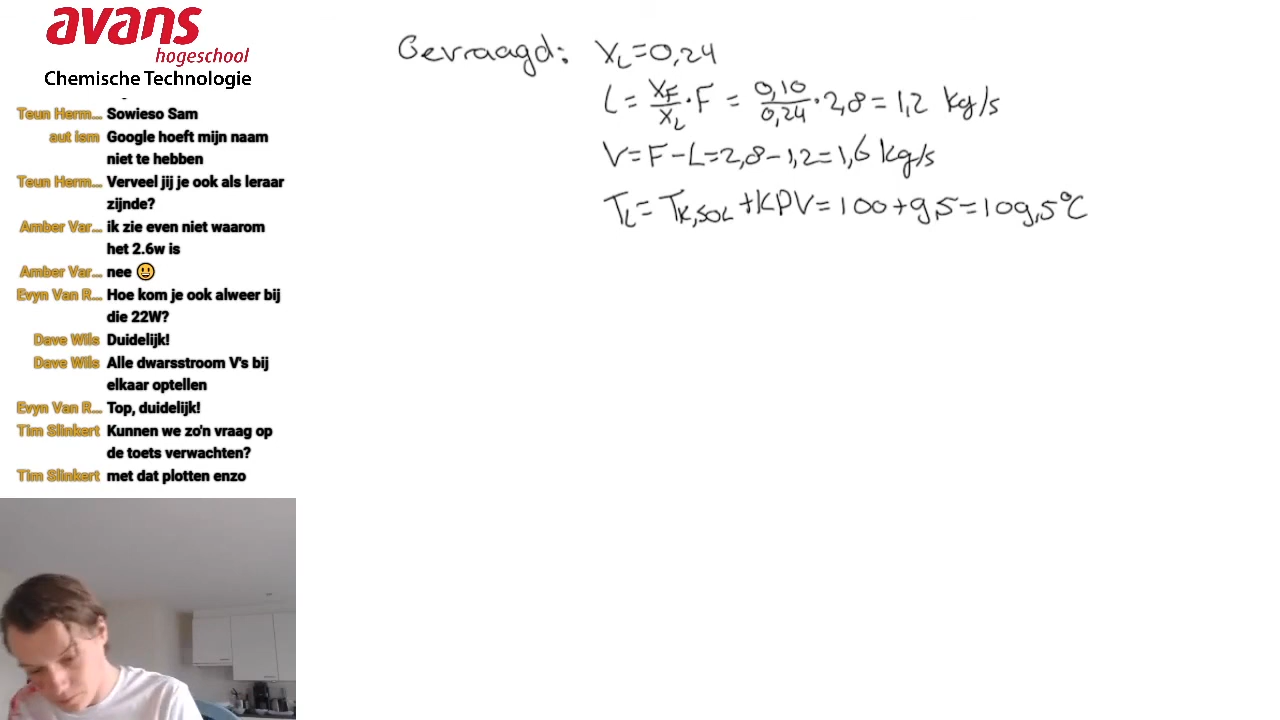 avans
hogeschool
Chemische Technologie
Teun Herm... Sowieso Sam
aut ism Google hoeft mijn naam
niet te hebben
Teun Herm... Verveel jij je ook als leraar
zijnde?
Amber Var... ik zie even niet waarom
het 2.6w is
Amber Var... nee 😀
Evyn Van R... Hoe kom je ook alweer bij
die 22W?
Dave Wils Duidelijk!
Dave Wils Alle dwarsstroom V's bij
elkaar optellen
Evyn Van R... Top, duidelijk!
Tim Slinkert Kunnen we zo'n vraag op
de toets verwachten?
Tim Slinkert met dat plotten enzo
Gevraagd: X_L = 0,24
L = X_F/X_L · F = 0,10/0,24 · 2,8 = 1,2 kg/s
V = F - L = 2,8 - 1,2 = 1,6 kg/s
T_L = T_K,SOL + KPV = 100 + 9,5 = 109,5 °C